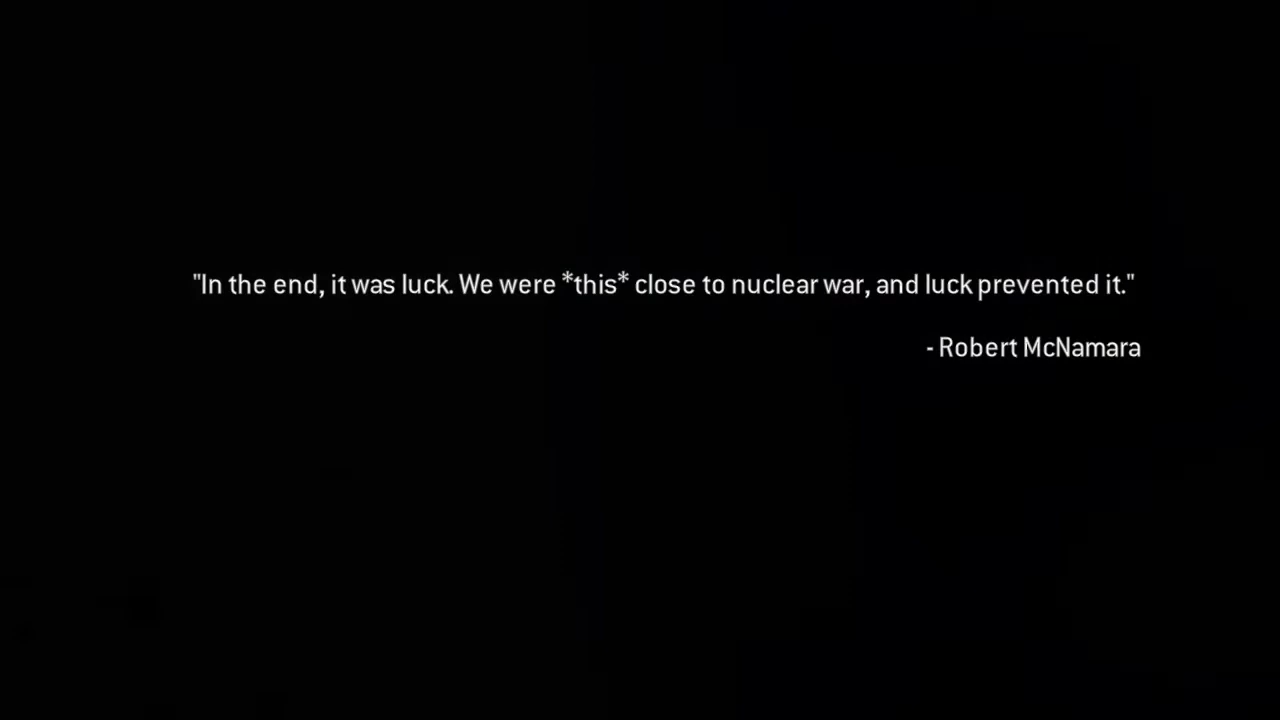 "In the end, it was luck. We were *this* close to nuclear war, and luck prevented it."
- Robert McNamara